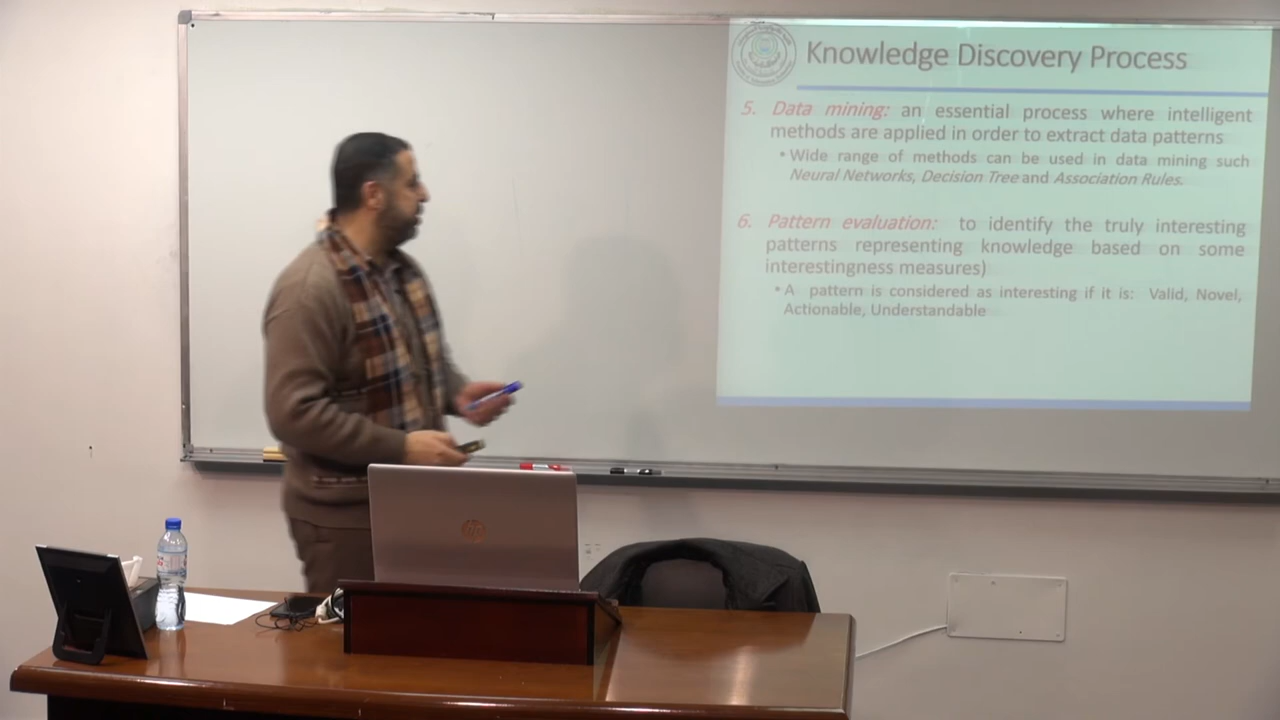 Knowledge Discovery Process
5. Data mining: an essential process where intelligent
methods are applied in order to extract data patterns
• Wide range of methods can be used in data mining such
Neural Networks, Decision Tree and Association Rules.
6. Pattern evaluation: to identify the truly interesting
patterns representing knowledge based on some
interestingness measures)
• A pattern is considered as interesting if it is: Valid, Novel,
Actionable, Understandable
hp